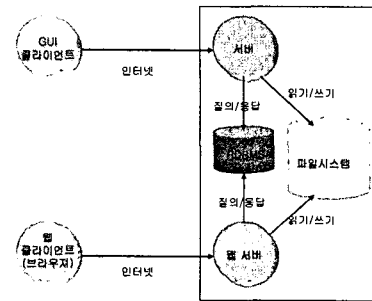 GUI
클라이언트
인터넷
서버
질의/응답
읽기/쓰기
파일시스템
질의/응답
읽기/쓰기
웹
클라이언트
(브라우저)
인터넷
웹 서버